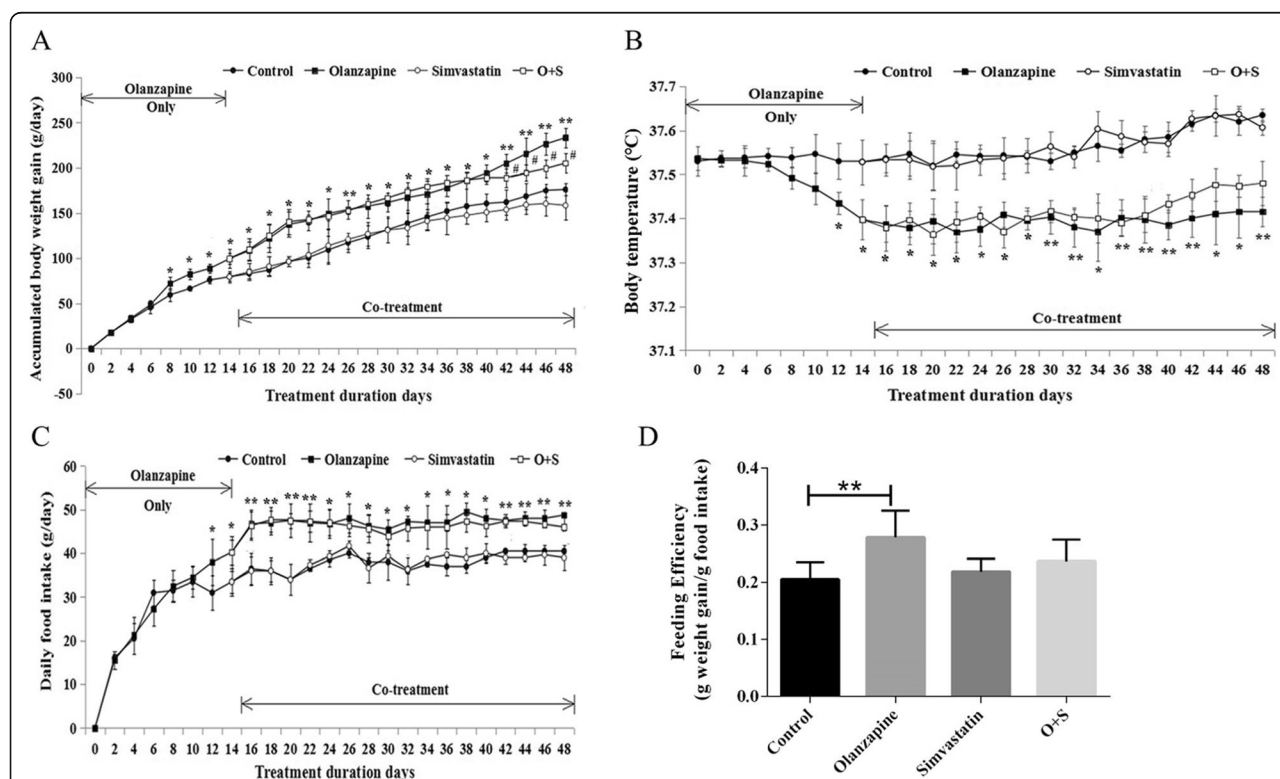 A
Control Olanzapine Simvastatin O+S
Olanzapine
Only
Accumulated body weight gain (g/day)
300
250
200
150
100
50
0
-50
* * * * * * * * * ** * * * * * * * ** ** ** **
# # # #
Co-treatment
0 2 4 6 8 10 12 14 16 18 20 22 24 26 28 30 32 34 36 38 40 42 44 46 48
Treatment duration days
B
Control Olanzapine Simvastatin O+S
Olanzapine
Only
Body temperature (°C)
37.7
37.6
37.5
37.4
37.3
37.2
37.1
* * * * * * * * * ** ** * ** ** ** ** * * **
Co-treatment
0 2 4 6 8 10 12 14 16 18 20 22 24 26 28 30 32 34 36 38 40 42 44 46 48
Treatment duration days
C
Control Olanzapine Simvastatin O+S
Olanzapine
Only
Daily food intake (g/day)
60
50
40
30
20
10
0
* * ** ** ** ** * * * * * * * * * ** ** ** **
Co-treatment
0 2 4 6 8 10 12 14 16 18 20 22 24 26 28 30 32 34 36 38 40 42 44 46 48
Treatment duration days
D
Feeding Efficiency
(g weight gain/g food intake)
0.4
0.3
0.2
0.1
0.0
**
Control Olanzapine Simvastatin O+S